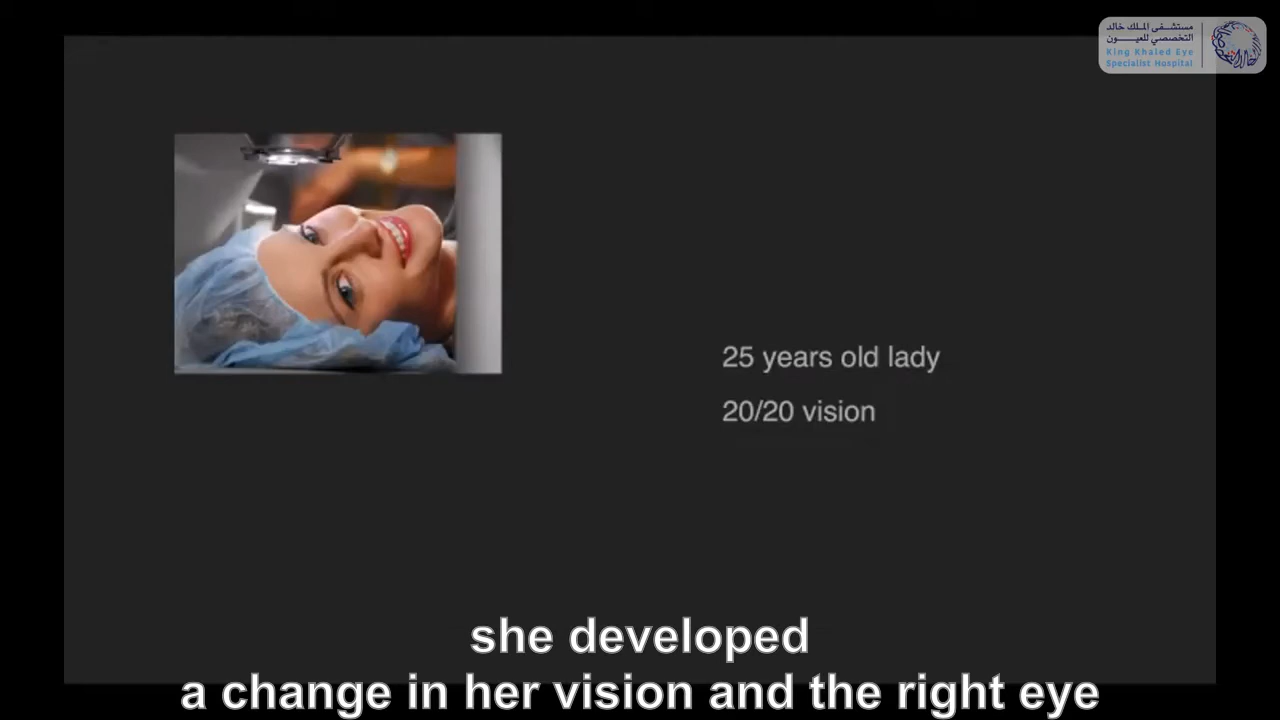 مستشفى الملك خالد
التخصصي للعيون
King Khaled Eye
Specialist Hospital
25 years old lady
20/20 vision
she developed
a change in her vision and the right eye